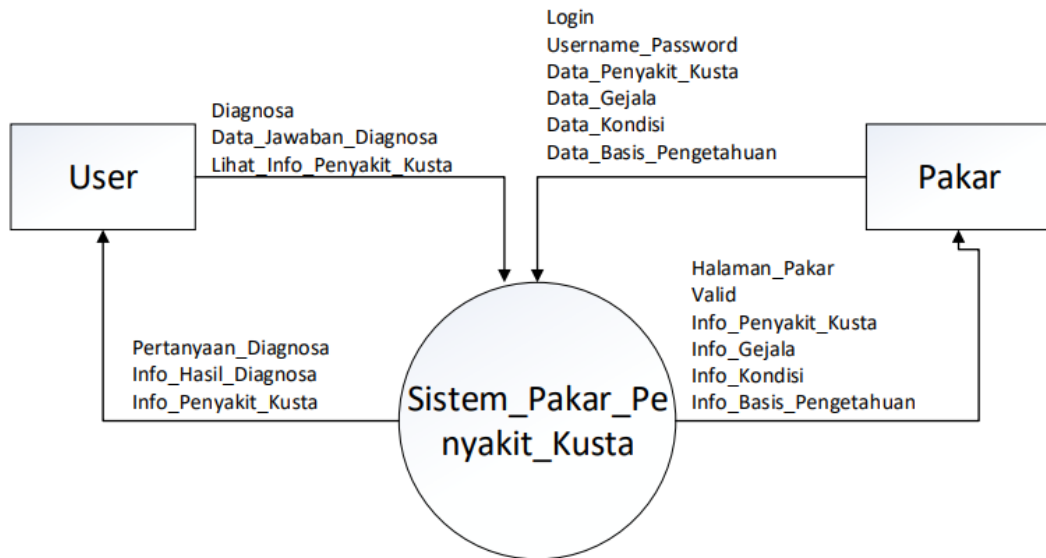 Login
Username_Password
Data_Penyakit_Kusta
Data_Gejala
Data_Kondisi
Data_Basis_Pengetahuan
Diagnosa
Data_Jawaban_Diagnosa
Lihat_Info_Penyakit_Kusta
User
Pakar
Halaman_Pakar
Valid
Info_Penyakit_Kusta
Info_Gejala
Info_Kondisi
Info_Basis_Pengetahuan
Pertanyaan_Diagnosa
Info_Hasil_Diagnosa
Info_Penyakit_Kusta
Sistem_Pakar_Pe
nyakit_Kusta